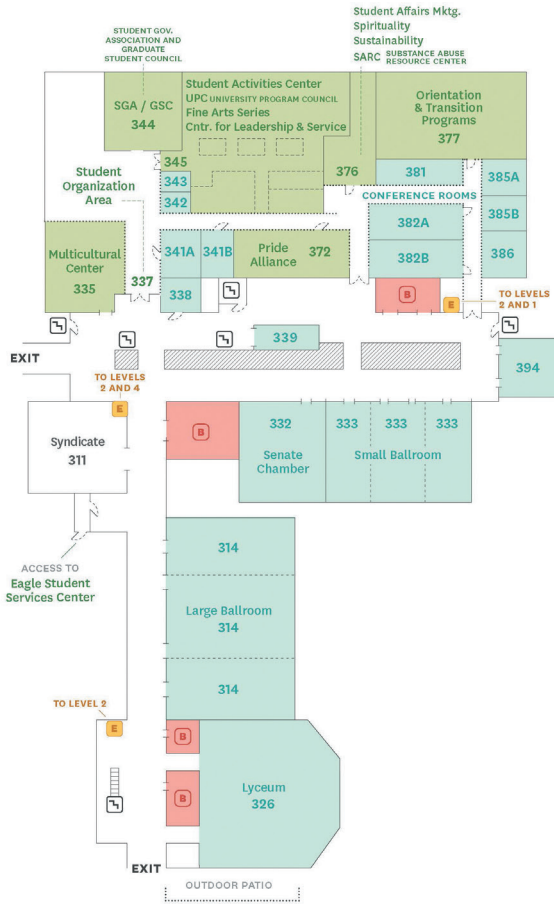 Student Affairs Mktg.
Spirituality
Sustainability
SARC SUBSTANCE ABUSE
RESOURCE CENTER
STUDENT GOV.
ASSOCIATION AND
GRADUATE
STUDENT COUNCIL
SGA / GSC
344
Student Activities Center
UPC UNIVERSITY PROGRAM COUNCIL
Fine Arts Series
Cntr. for Leadership & Service
Orientation
& Transition
Programs
377
345
343
342
376
381
385A
Student
Organization
Area
CONFERENCE ROOMS
382A
385B
Multicultural
Center
335
337
341A
341B
Pride
Alliance
372
382B
386
338
B
E
TO LEVELS
2 AND 1
339
EXIT
394
TO LEVELS
2 AND 4
E
Syndicate
311
B
332
Senate
Chamber
333
333
333
Small Ballroom
ACCESS TO
Eagle Student
Services Center
314
Large Ballroom
314
314
TO LEVEL 2
E
B
B
Lyceum
326
EXIT
OUTDOOR PATIO